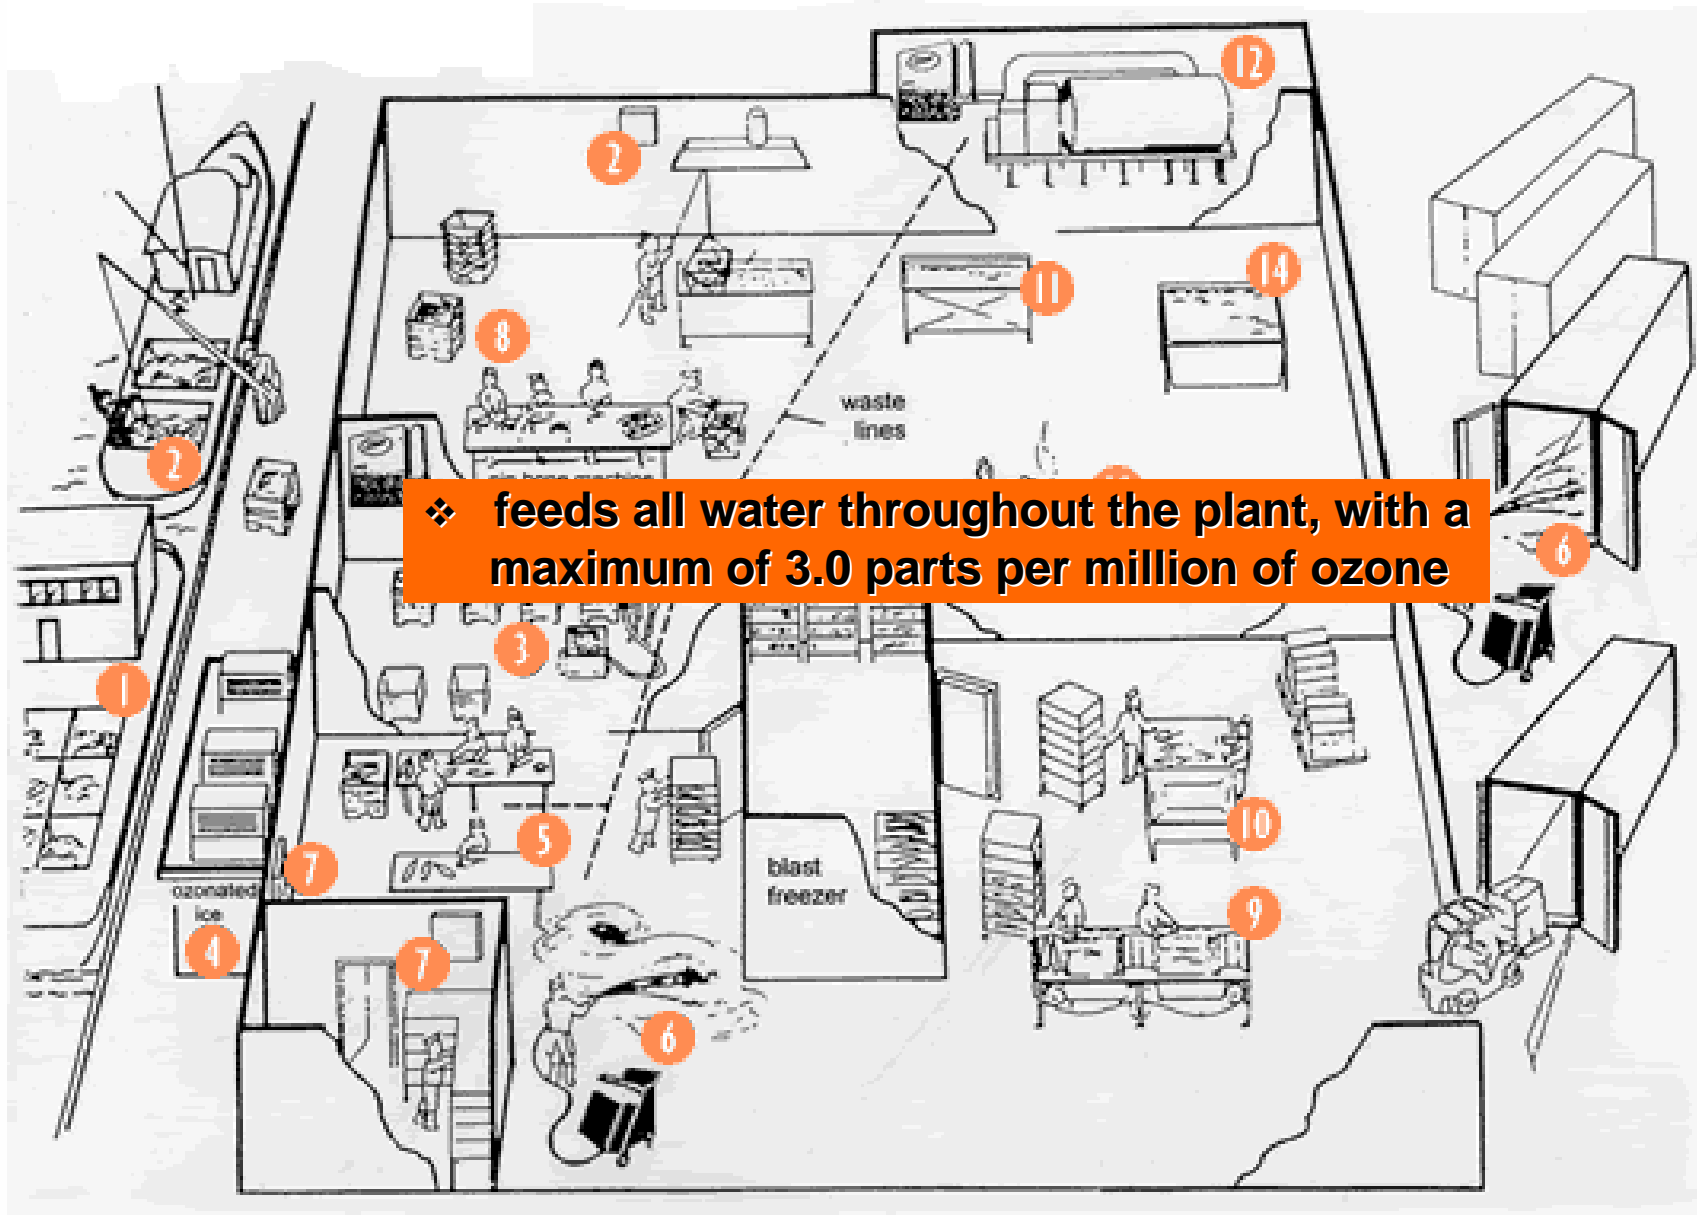 12
2
14
11
8
waste
lines
2
❖ feeds all water throughout the plant, with a
maximum of 3.0 parts per million of ozone
6
3
1
10
5
7
blast
freezer
ozonated
ice
4
9
7
6